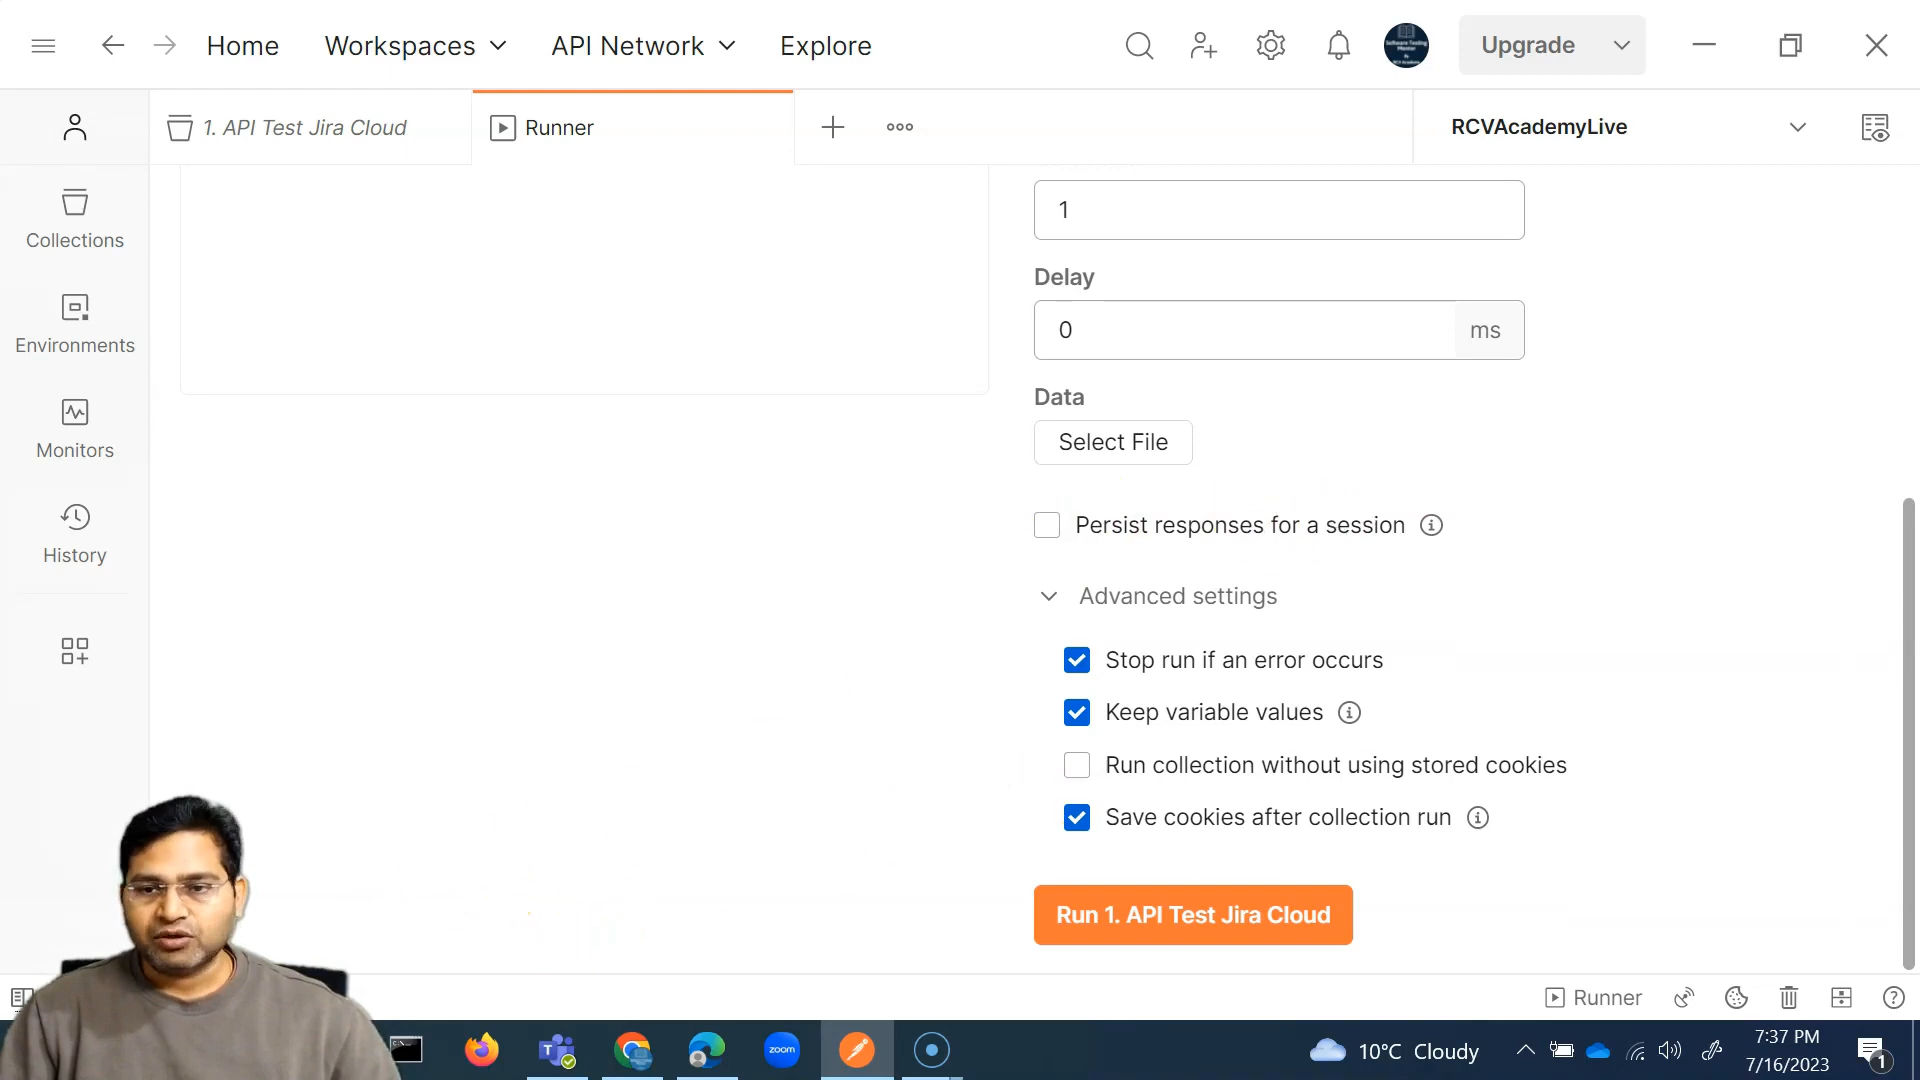 Home Workspaces API Network Explore Upgrade
1. API Test Jira Cloud Runner RCVAcademyLive
Collections
Environments
Monitors
History
1
Delay
0 ms
Data
Select File
Persist responses for a session
Advanced settings
Stop run if an error occurs
Keep variable values
Run collection without using stored cookies
Save cookies after collection run
Run 1. API Test Jira Cloud
Runner
zoom
10°C Cloudy
7:37 PM
7/16/2023
1